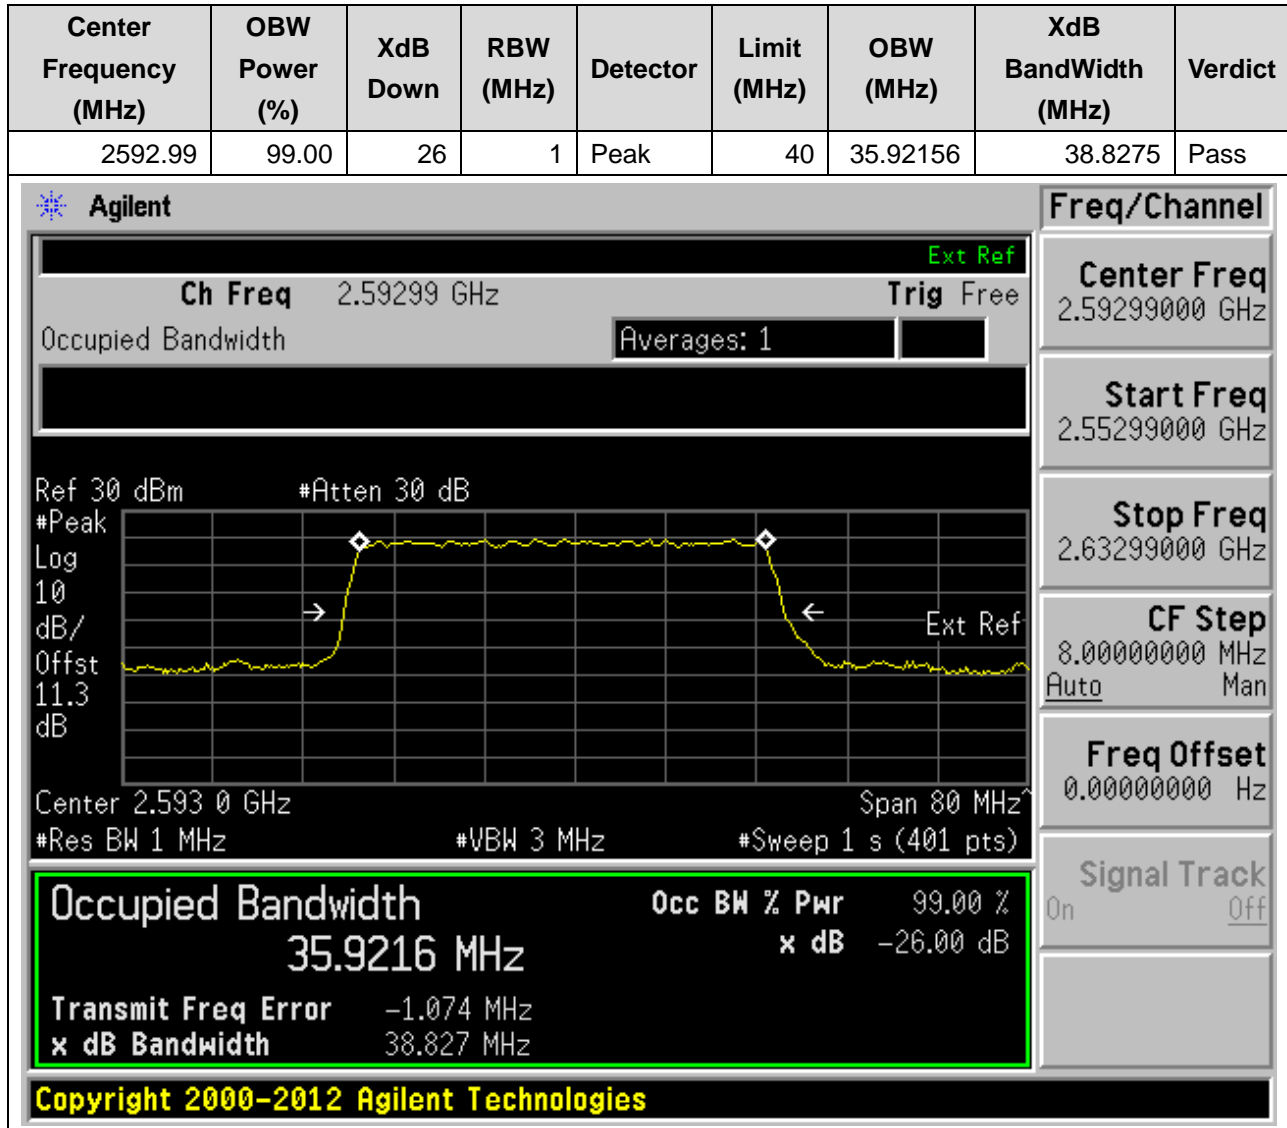 Center Frequency (MHz) OBW Power (%) XdB Down RBW (MHz) Detector Limit (MHz) OBW (MHz) XdB BandWidth (MHz) Verdict
2592.99 99.00 26 1 Peak 40 35.92156 38.8275 Pass
Agilent
Freq/Channel
Ext Ref
Ch Freq 2.59299 GHz Trig Free
Occupied Bandwidth Averages: 1
Center Freq
2.59299000 GHz
Start Freq
2.55299000 GHz
Stop Freq
2.63299000 GHz
CF Step
8.00000000 MHz
Auto Man
Freq Offset
0.00000000 Hz
Signal Track
On Off
Ref 30 dBm #Atten 30 dB
#Peak
Log
10
dB/
Offst
11.3
dB
Ext Ref
Center 2.593 0 GHz Span 80 MHz^
#Res BW 1 MHz #VBW 3 MHz #Sweep 1 s (401 pts)
Occupied Bandwidth Occ BW % Pwr 99.00 %
35.9216 MHz x dB -26.00 dB
Transmit Freq Error -1.074 MHz
x dB Bandwidth 38.827 MHz
Copyright 2000-2012 Agilent Technologies